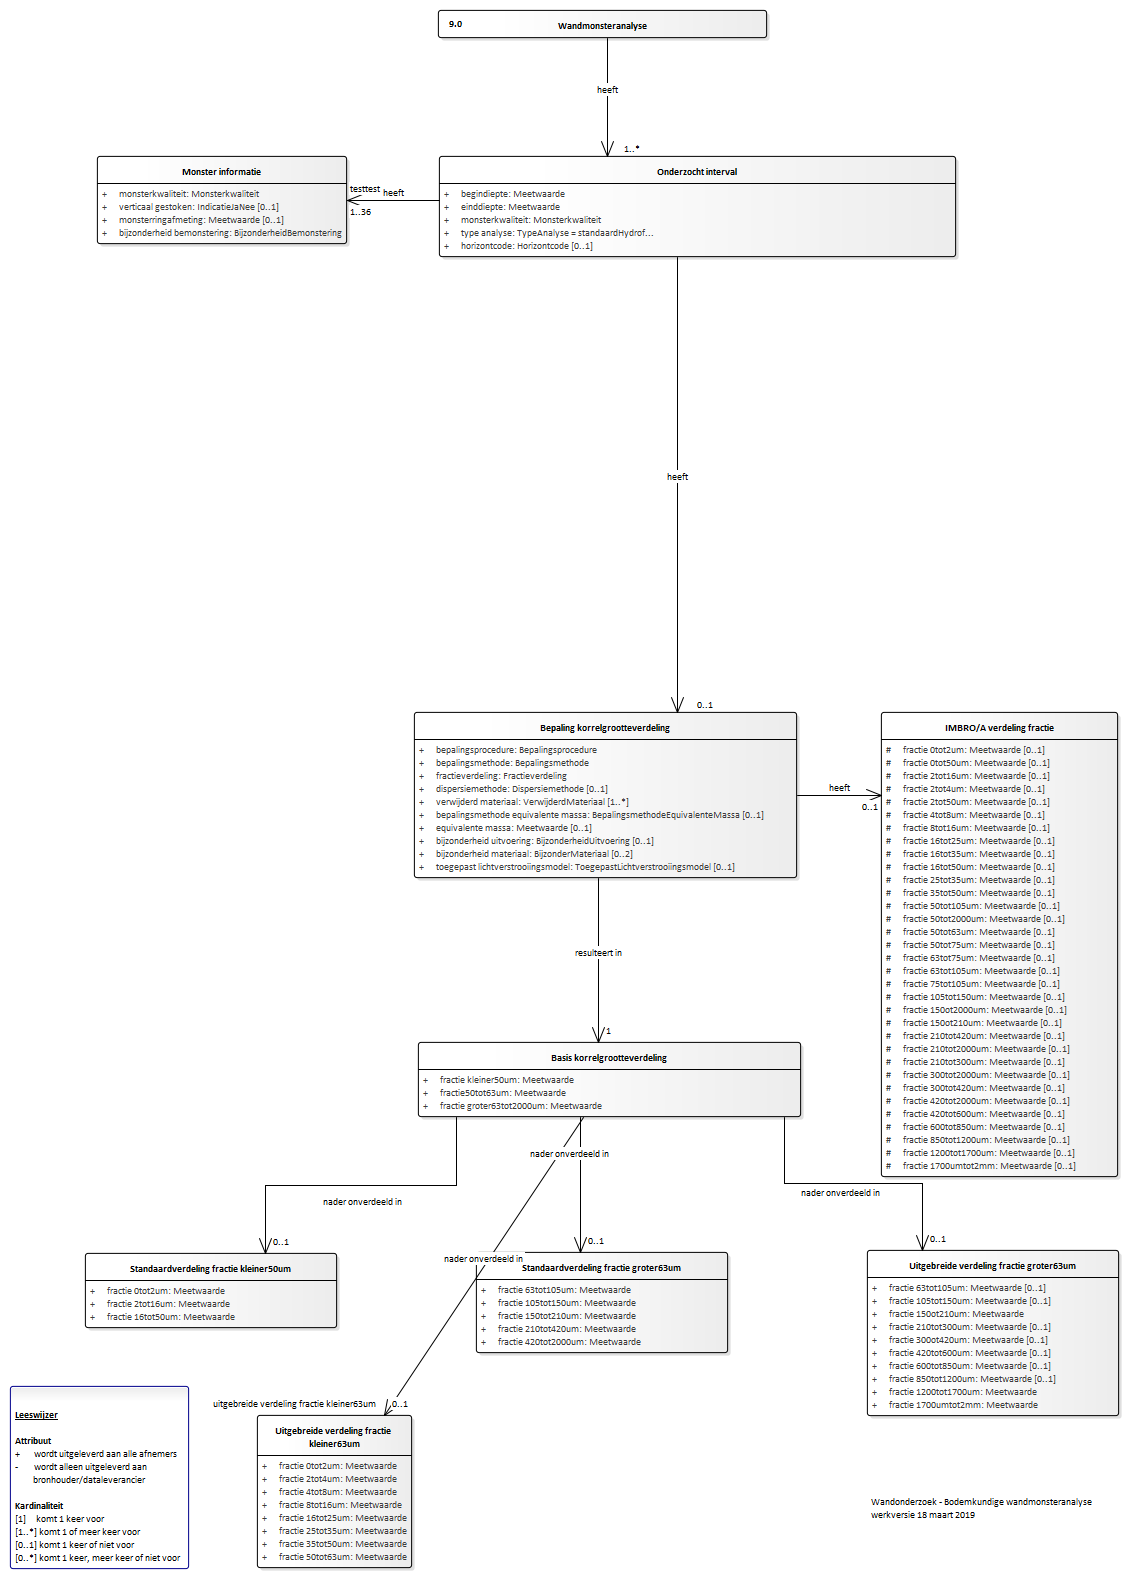 9.0 Wandmonsteranalyse
heeft
1..*
Monster informatie
+ monsterkwaliteit: Monsterkwaliteit
+ verticaal gestoken: IndicatieJaNee [0..1]
+ monsterringafmeting: Meetwaarde [0..1]
+ bijzonderheid bemonstering: BijzonderheidBemonstering
testtest
heeft
1..36
Onderzocht interval
+ begindiepte: Meetwaarde
+ einddiepte: Meetwaarde
+ monsterkwaliteit: Monsterkwaliteit
+ type analyse: TypeAnalyse = standaardHydrof...
+ horizontcode: Horizontcode [0..1]
heeft
0..1
Bepaling korrelgrootteverdeling
+ bepalingsprocedure: Bepalingsprocedure
+ bepalingsmethode: Bepalingsmethode
+ fractieverdeling: Fractieverdeling
+ dispersiemethode: Dispersiemethode [0..1]
+ verwijderd materiaal: VerwijderdMateriaal [1..*]
+ bepalingsmethode equivalente massa: BepalingsmethodeEquivalenteMassa [0..1]
+ equivalente massa: Meetwaarde [0..1]
+ bijzonderheid uitvoering: BijzonderheidUitvoering [0..1]
+ bijzonderheid materiaal: BijzonderMateriaal [0..2]
+ toegepast lichtverstrooiingsmodel: ToegepastLichtverstrooiingsmodel [0..1]
heeft
0..1
IMBRO/A verdeling fractie
# fractie 0tot2um: Meetwaarde [0..1]
# fractie 0tot50um: Meetwaarde [0..1]
# fractie 2tot16um: Meetwaarde [0..1]
# fractie 2tot4um: Meetwaarde [0..1]
# fractie 2tot50um: Meetwaarde [0..1]
# fractie 4tot8um: Meetwaarde [0..1]
# fractie 8tot16um: Meetwaarde [0..1]
# fractie 16tot25um: Meetwaarde [0..1]
# fractie 16tot35um: Meetwaarde [0..1]
# fractie 16tot50um: Meetwaarde [0..1]
# fractie 25tot35um: Meetwaarde [0..1]
# fractie 35tot50um: Meetwaarde [0..1]
# fractie 50tot105um: Meetwaarde [0..1]
# fractie 50tot2000um: Meetwaarde [0..1]
# fractie 50tot63um: Meetwaarde [0..1]
# fractie 50tot75um: Meetwaarde [0..1]
# fractie 63tot75um: Meetwaarde [0..1]
# fractie 63tot105um: Meetwaarde [0..1]
# fractie 75tot105um: Meetwaarde [0..1]
# fractie 105tot150um: Meetwaarde [0..1]
# fractie 150ot2000um: Meetwaarde [0..1]
# fractie 150ot210um: Meetwaarde [0..1]
# fractie 210tot420um: Meetwaarde [0..1]
# fractie 210tot2000um: Meetwaarde [0..1]
# fractie 210tot300um: Meetwaarde [0..1]
# fractie 300tot2000um: Meetwaarde [0..1]
# fractie 300tot420um: Meetwaarde [0..1]
# fractie 420tot2000um: Meetwaarde [0..1]
# fractie 420tot600um: Meetwaarde [0..1]
# fractie 600tot850um: Meetwaarde [0..1]
# fractie 850tot1200um: Meetwaarde [0..1]
# fractie 1200tot1700um: Meetwaarde [0..1]
# fractie 1700umtot2mm: Meetwaarde [0..1]
resulteert in
1
Basis korrelgrootteverdeling
+ fractie kleiner50um: Meetwaarde
+ fractie50tot63um: Meetwaarde
+ fractie groter63tot2000um: Meetwaarde
nader onverdeeld in
0..1
nader onverdeeld in
0..1
nader onverdeeld in
0..1
nader onverdeeld in
Standaardverdeling fractie kleiner50um
+ fractie 0tot2um: Meetwaarde
+ fractie 2tot16um: Meetwaarde
+ fractie 16tot50um: Meetwaarde
Standaardverdeling fractie groter63um
+ fractie 63tot105um: Meetwaarde
+ fractie 105tot150um: Meetwaarde
+ fractie 150tot210um: Meetwaarde
+ fractie 210tot420um: Meetwaarde
+ fractie 420tot2000um: Meetwaarde
Uitgebreide verdeling fractie groter63um
+ fractie 63tot105um: Meetwaarde [0..1]
+ fractie 105tot150um: Meetwaarde [0..1]
+ fractie 150ot210um: Meetwaarde
+ fractie 210tot300um: Meetwaarde [0..1]
+ fractie 300ot420um: Meetwaarde [0..1]
+ fractie 420tot600um: Meetwaarde [0..1]
+ fractie 600tot850um: Meetwaarde [0..1]
+ fractie 850tot1200um: Meetwaarde [0..1]
+ fractie 1200tot1700um: Meetwaarde
+ fractie 1700umtot2mm: Meetwaarde
uitgebreide verdeling fractie kleiner63um
0..1
Uitgebreide verdeling fractie
kleiner63um
+ fractie 0tot2um: Meetwaarde
+ fractie 2tot4um: Meetwaarde
+ fractie 4tot8um: Meetwaarde
+ fractie 8tot16um: Meetwaarde
+ fractie 16tot25um: Meetwaarde
+ fractie 25tot35um: Meetwaarde
+ fractie 35tot50um: Meetwaarde
+ fractie 50tot63um: Meetwaarde
Leeswijzer
Attribuut
+ wordt uitgeleverd aan alle afnemers
- wordt alleen uitgeleverd aan
bronhouder/dataleverancier
Kardinaliteit
[1] komt 1 keer voor
[1..*] komt 1 of meer keer voor
[0..1] komt 1 keer of niet voor
[0..*] komt 1 keer, meer keer of niet voor
Wandonderzoek - Bodemkundige wandmonsteranalyse
werkversie 18 maart 2019